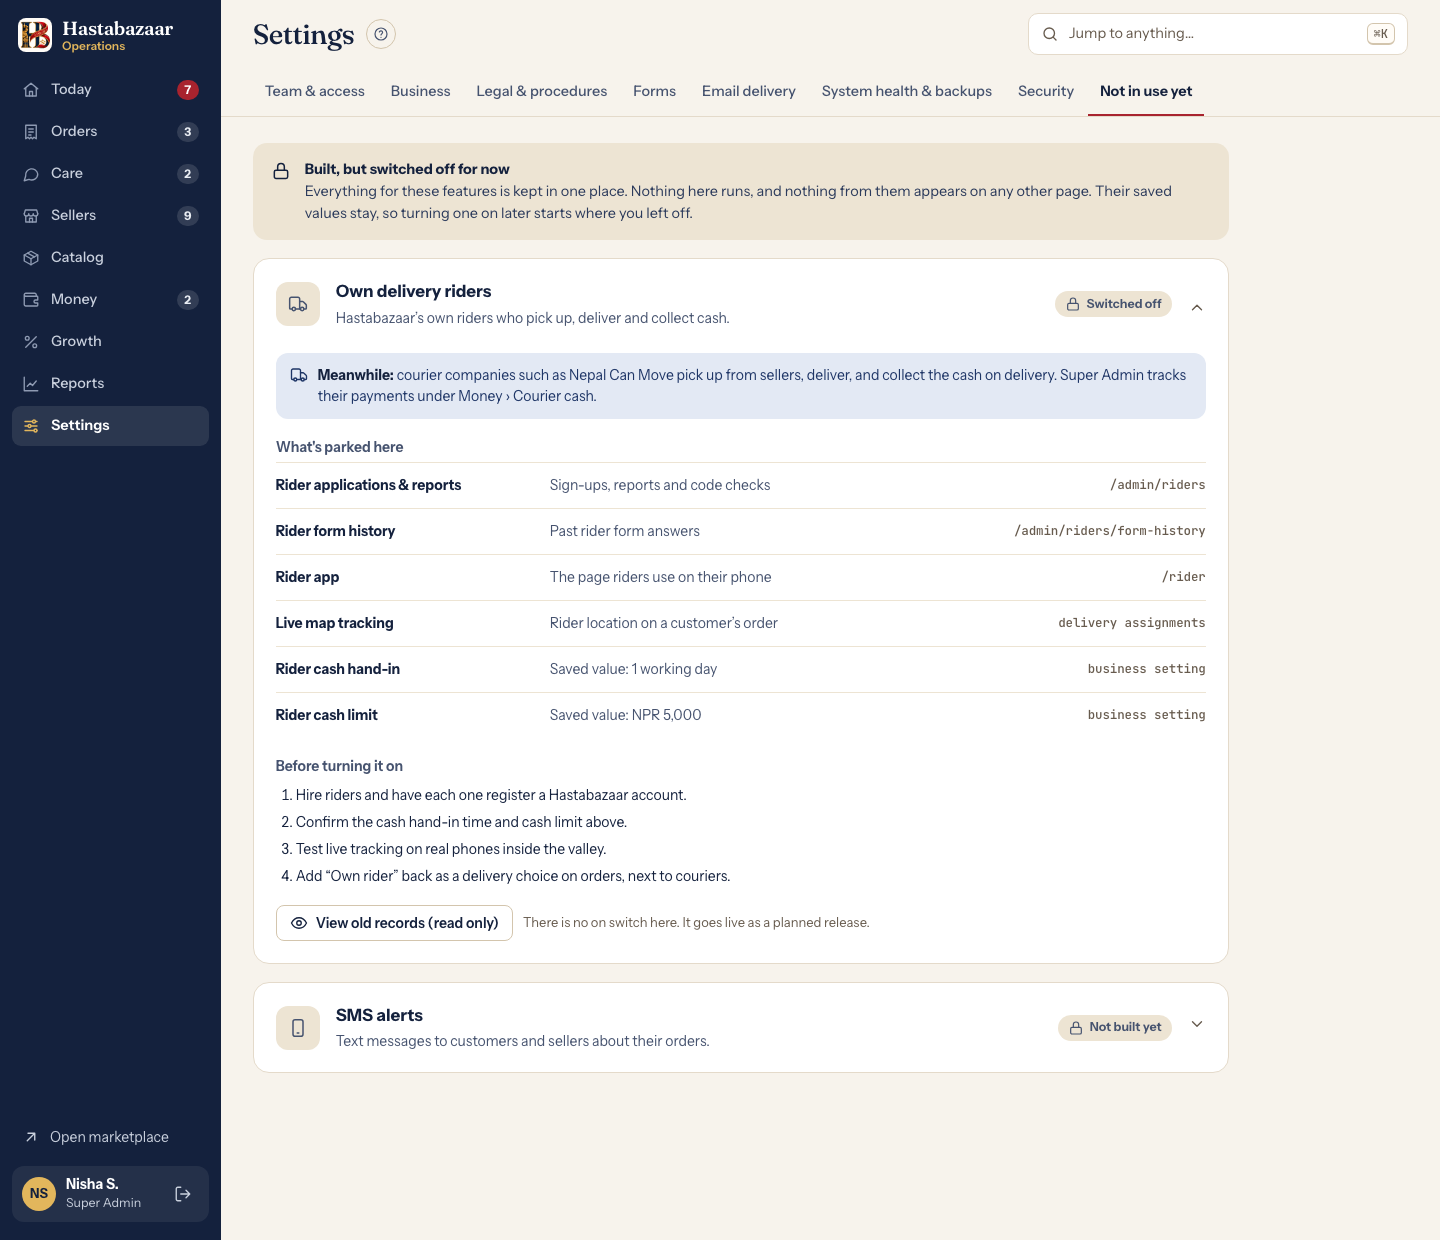 Hastabazaar
Operations
Today 7
Orders 3
Care 2
Sellers 9
Catalog
Money 2
Growth
Reports
Settings
Open marketplace
NS
Nisha S.
Super Admin
Settings
Jump to anything...
⌘K
Team & access Business Legal & procedures Forms Email delivery System health & backups Security Not in use yet
Built, but switched off for now
Everything for these features is kept in one place. Nothing here runs, and nothing from them appears on any other page. Their saved
values stay, so turning one on later starts where you left off.
Own delivery riders
Hastabazaar’s own riders who pick up, deliver and collect cash.
Switched off
Meanwhile: courier companies such as Nepal Can Move pick up from sellers, deliver, and collect the cash on delivery. Super Admin tracks
their payments under Money › Courier cash.
What's parked here
Rider applications & reports Sign-ups, reports and code checks /admin/riders
Rider form history Past rider form answers /admin/riders/form-history
Rider app The page riders use on their phone /rider
Live map tracking Rider location on a customer’s order delivery assignments
Rider cash hand-in Saved value: 1 working day business setting
Rider cash limit Saved value: NPR 5,000 business setting
Before turning it on
1. Hire riders and have each one register a Hastabazaar account.
2. Confirm the cash hand-in time and cash limit above.
3. Test live tracking on real phones inside the valley.
4. Add “Own rider” back as a delivery choice on orders, next to couriers.
View old records (read only) There is no on switch here. It goes live as a planned release.
SMS alerts
Text messages to customers and sellers about their orders.
Not built yet